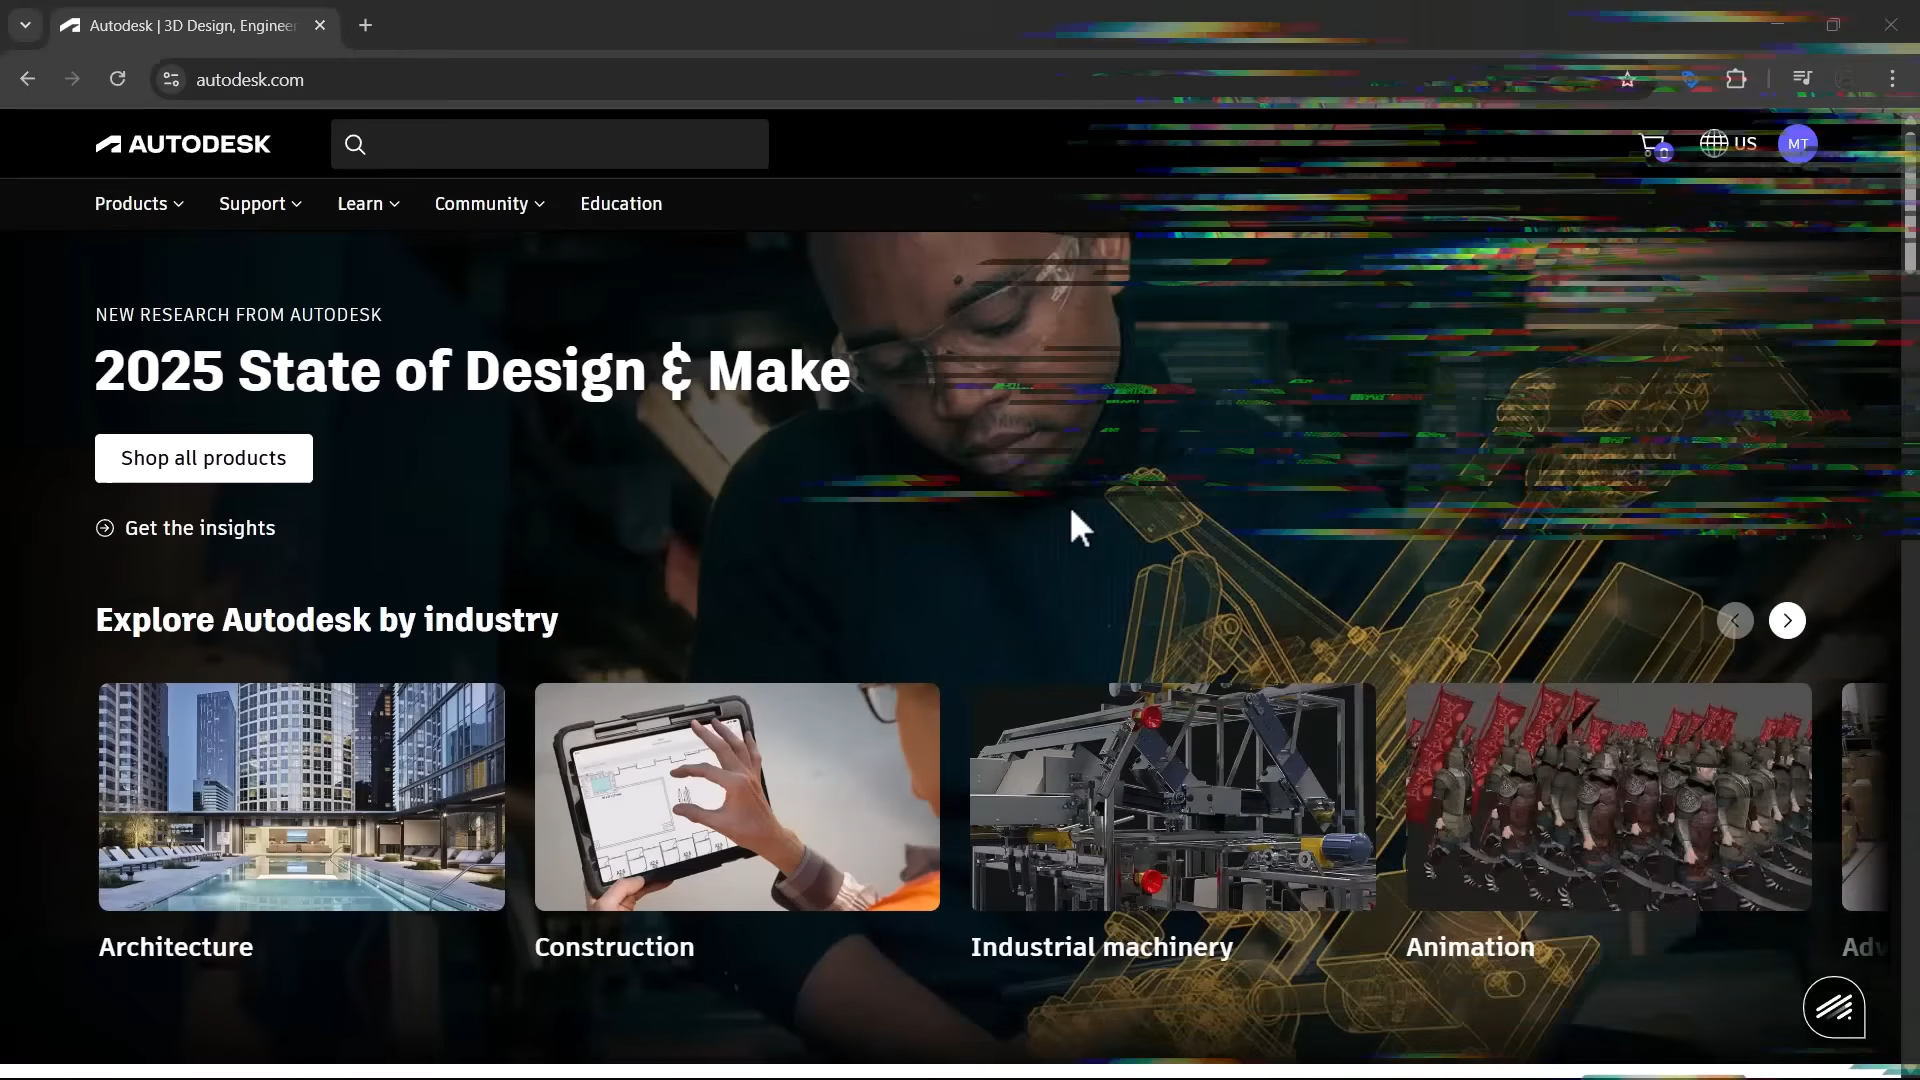 Autodesk | 3D Design, Engineer
autodesk.com
AUTODESK
0
US
MT
Products
Support
Learn
Community
Education
NEW RESEARCH FROM AUTODESK
2025 State of Design & Make
Shop all products
Get the insights
Explore Autodesk by industry
Architecture
Construction
Industrial machinery
Animation
Adv